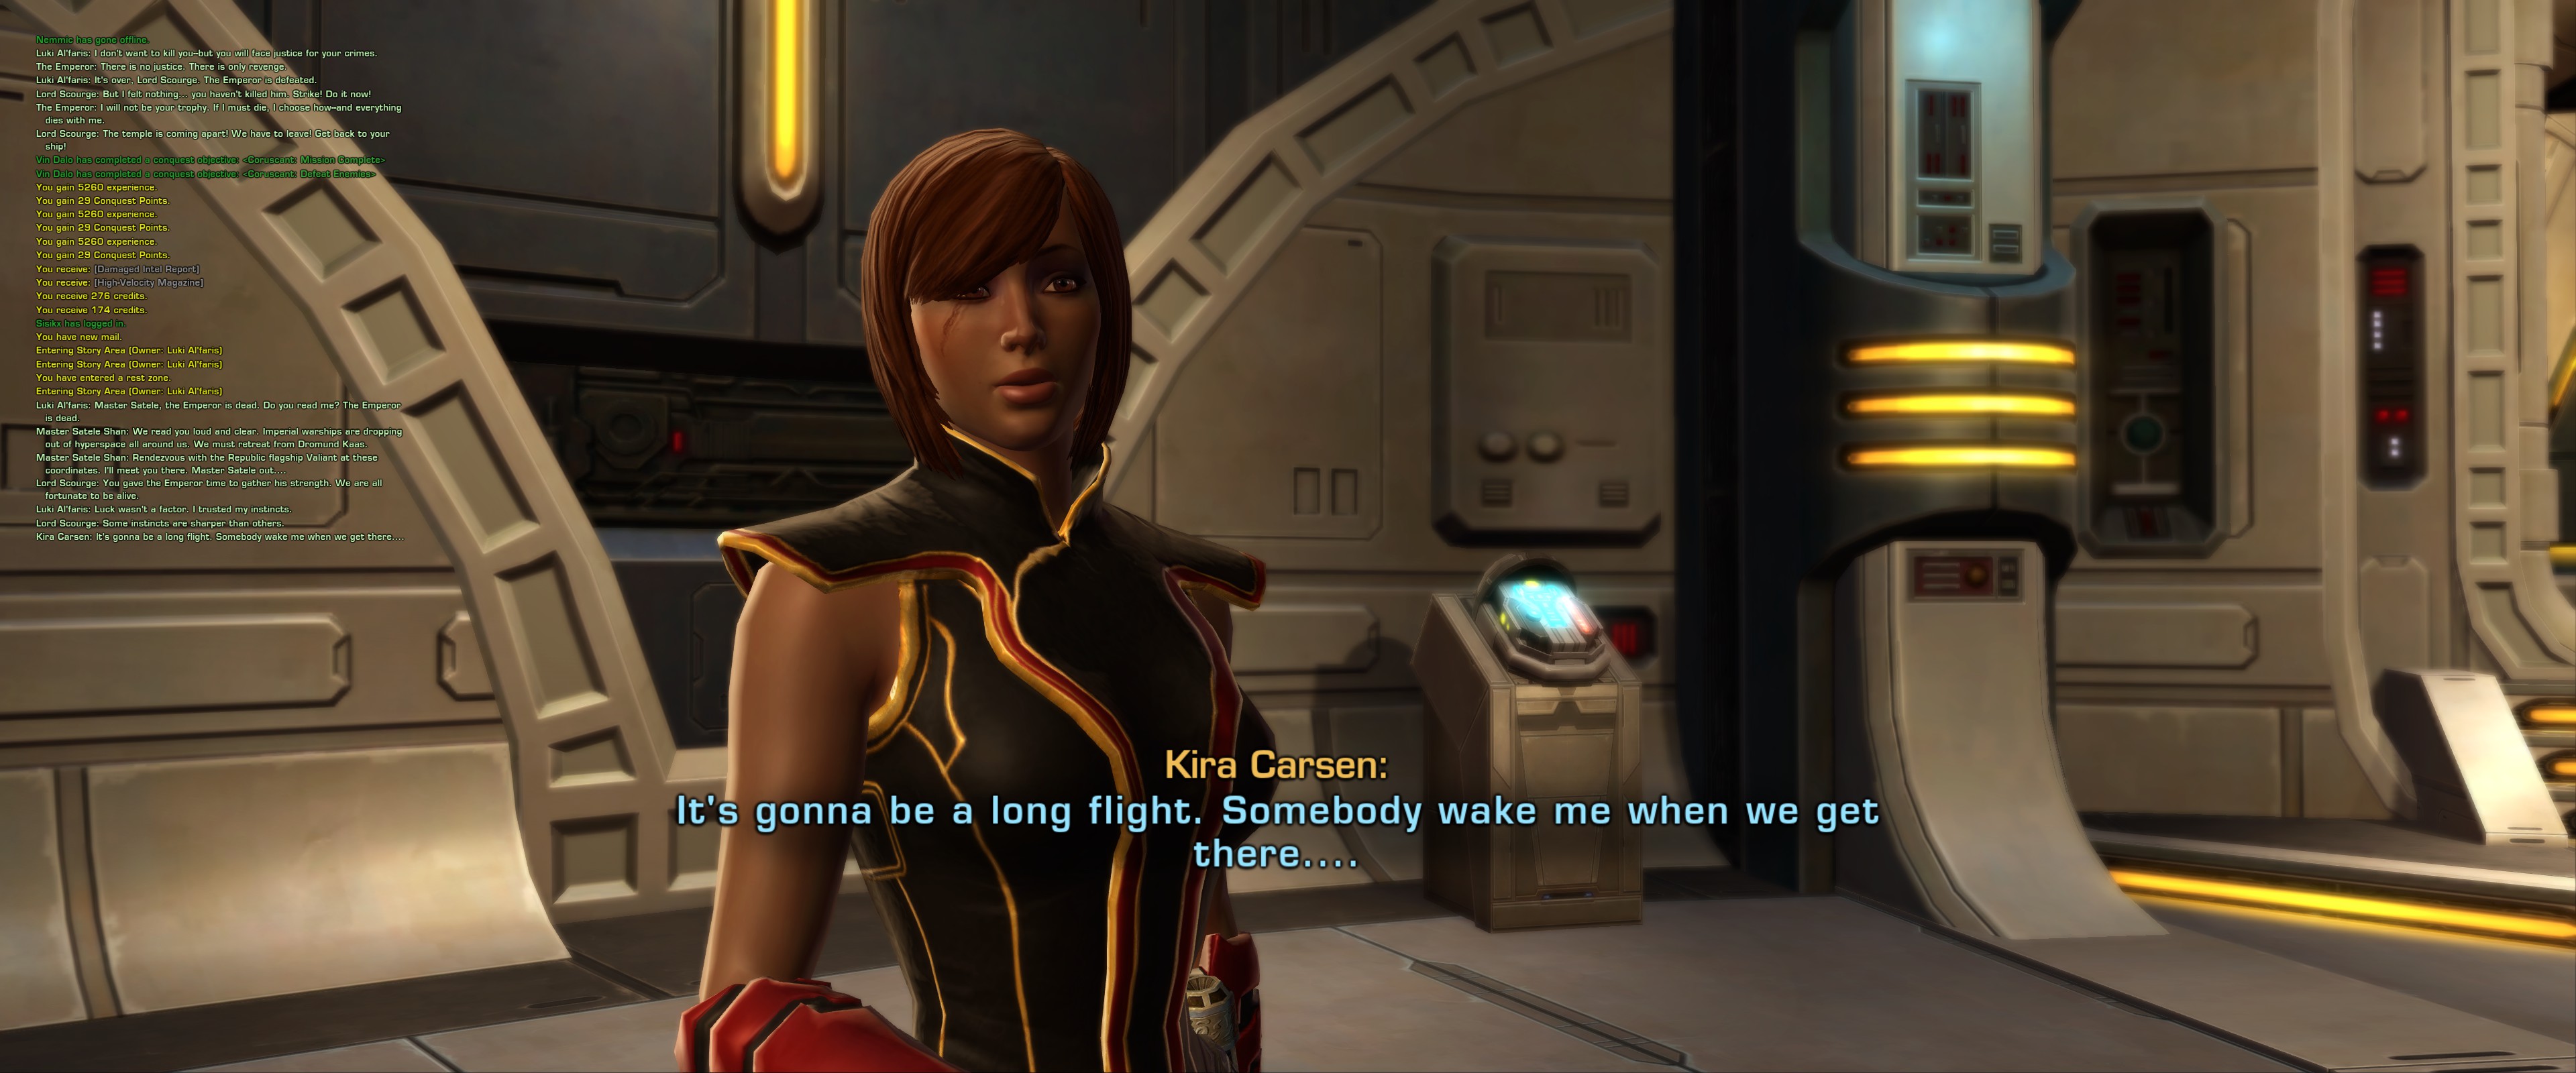 Nemmic has gone offline.
Luki Al'faris: I don't want to kill you—but you will face justice for your crimes.
The Emperor: There is no justice. There is only revenge.
Luki Al'faris: It's over, Lord Scourge. The Emperor is defeated.
Lord Scourge: But I felt nothing... you haven't killed him. Strike! Do it now!
The Emperor: I will not be your trophy. If I must die, I choose how—and everything
dies with me.
Lord Scourge: The temple is coming apart! We have to leave! Get back to your
ship!
Vin Dalo has completed a conquest objective: <Coruscant: Mission Complete>
Vin Dalo has completed a conquest objective: <Coruscant: Defeat Enemies>
You gain 5260 experience.
You gain 29 Conquest Points.
You gain 5260 experience.
You gain 29 Conquest Points.
You gain 5260 experience.
You gain 29 Conquest Points.
You receive: [Damaged Intel Report]
You receive: [High-Velocity Magazine]
You receive 276 credits.
You receive 174 credits.
Sisikx has logged in.
You have new mail.
Entering Story Area (Owner: Luki Al'faris)
Entering Story Area (Owner: Luki Al'faris)
You have entered a rest zone.
Entering Story Area (Owner: Luki Al'faris)
Luki Al'faris: Master Satele, the Emperor is dead. Do you read me? The Emperor
is dead.
Master Satele Shan: We read you loud and clear. Imperial warships are dropping
out of hyperspace all around us. We must retreat from Dromund Kaas.
Master Satele Shan: Rendezvous with the Republic flagship Valiant at these
coordinates. I'll meet you there. Master Satele out....
Lord Scourge: You gave the Emperor time to gather his strength. We are all
fortunate to be alive.
Luki Al'faris: Luck wasn't a factor. I trusted my instincts.
Lord Scourge: Some instincts are sharper than others.
Kira Carsen: It's gonna be a long flight. Somebody wake me when we get there....
Kira Carsen:
It's gonna be a long flight. Somebody wake me when we get
there....